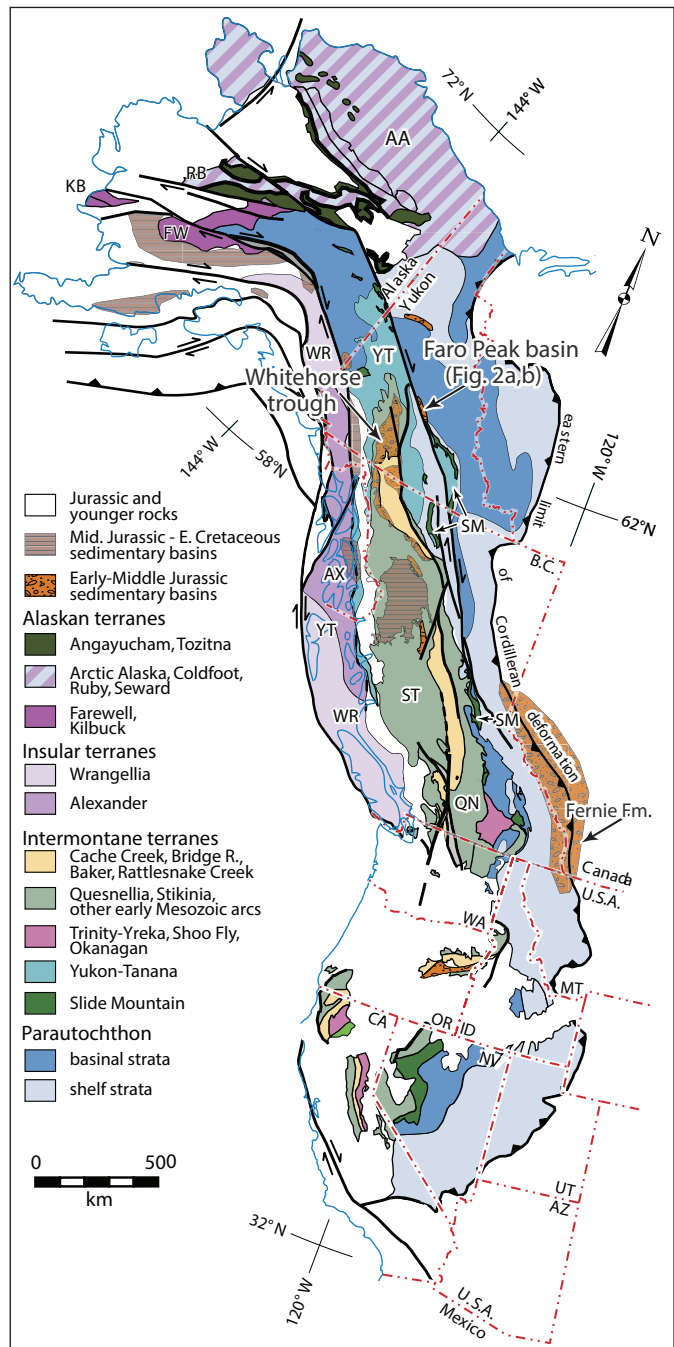 72° N
144° W
AA
RB
KB
FW
N
Alaska
Yukon
WR
YT
Faro Peak basin
(Fig. 2a,b)
Whitehorse
trough
eastern
limit
of
Cordilleran
deformation
144° W
58° N
120° W
62° N
SM
B.C.
Jurassic and
younger rocks
Mid. Jurassic - E. Cretaceous
sedimentary basins
Early-Middle Jurassic
sedimentary basins
Alaskan terranes
Angayucham, Tozitna
Arctic Alaska, Coldfoot,
Ruby, Seward
Farewell,
Kilbuck
Insular terranes
Wrangellia
Alexander
Intermontane terranes
Cache Creek, Bridge R.,
Baker, Rattlesnake Creek
Quesnellia, Stikinia,
other early Mesozoic arcs
Trinity-Yreka, Shoo Fly,
Okanagan
Yukon-Tanana
Slide Mountain
Parautochthon
basinal strata
shelf strata
0 500
km
AX
YT
ST
WR
SM
QN
Fernie Fm.
Canada
U.S.A.
WA
MT
CA
OR
ID
NV
UT
AZ
32° N
120° W
U.S.A.
Mexico